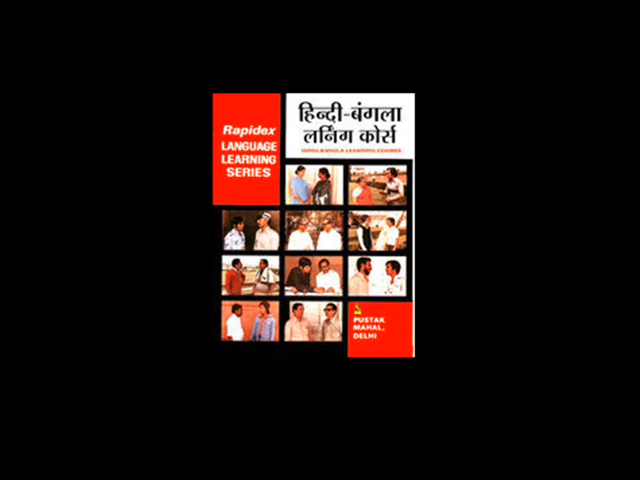 Rapidex
LANGUAGE
LEARNING
SERIES
हिन्दी-बंगला
लर्निंग कोर्स
HINDI-BANGLA LEARNING COURSE
PUSTAK
MAHAL,
DELHI